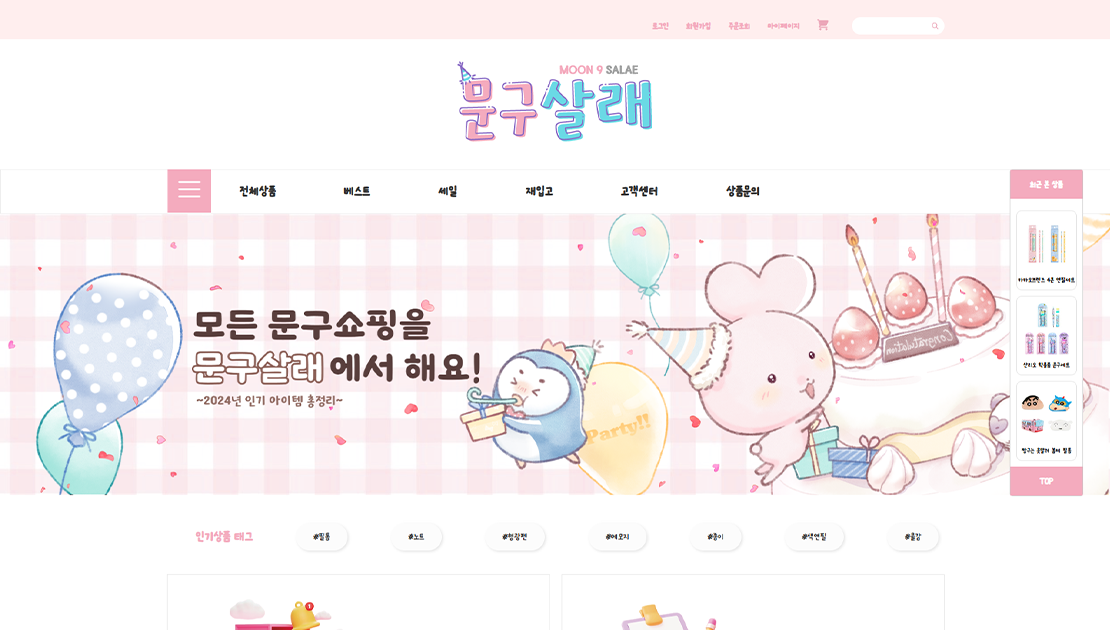 로그인 회원가입 주문조회 마이페이지
MOON 9 SALAE
문구살래
전체상품 베스트 세일 재입고 고객센터 상품문의
최근 본 상품
모든 문구쇼핑을
문구살래에서 해요!
~2024년 인기 아이템 총정리~
Party!!
Congratulation
TOP
인기상품 태그 #필통 #노트 #형광펜 #메모지 #종이 #색연필 #물감
1